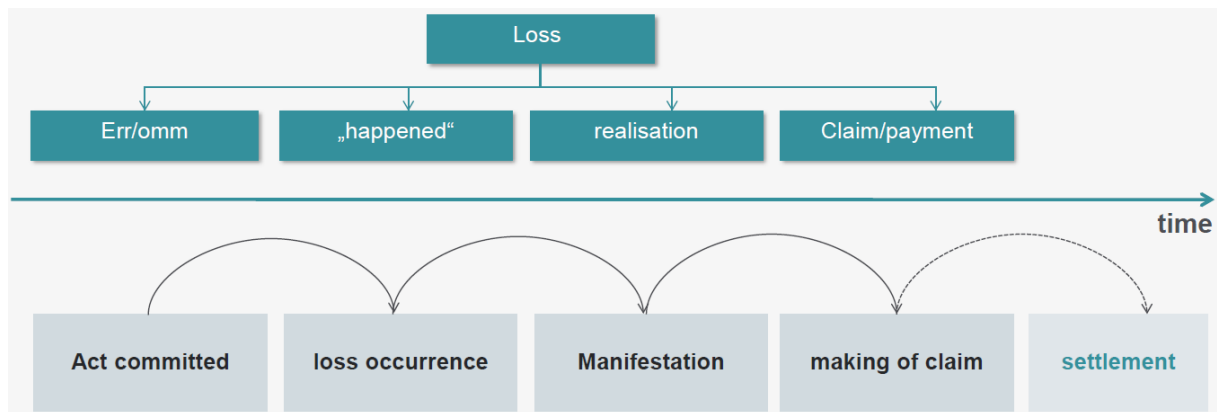 Loss
Err/omm
„happened“
realisation
Claim/payment
time
Act committed
loss occurrence
Manifestation
making of claim
settlement